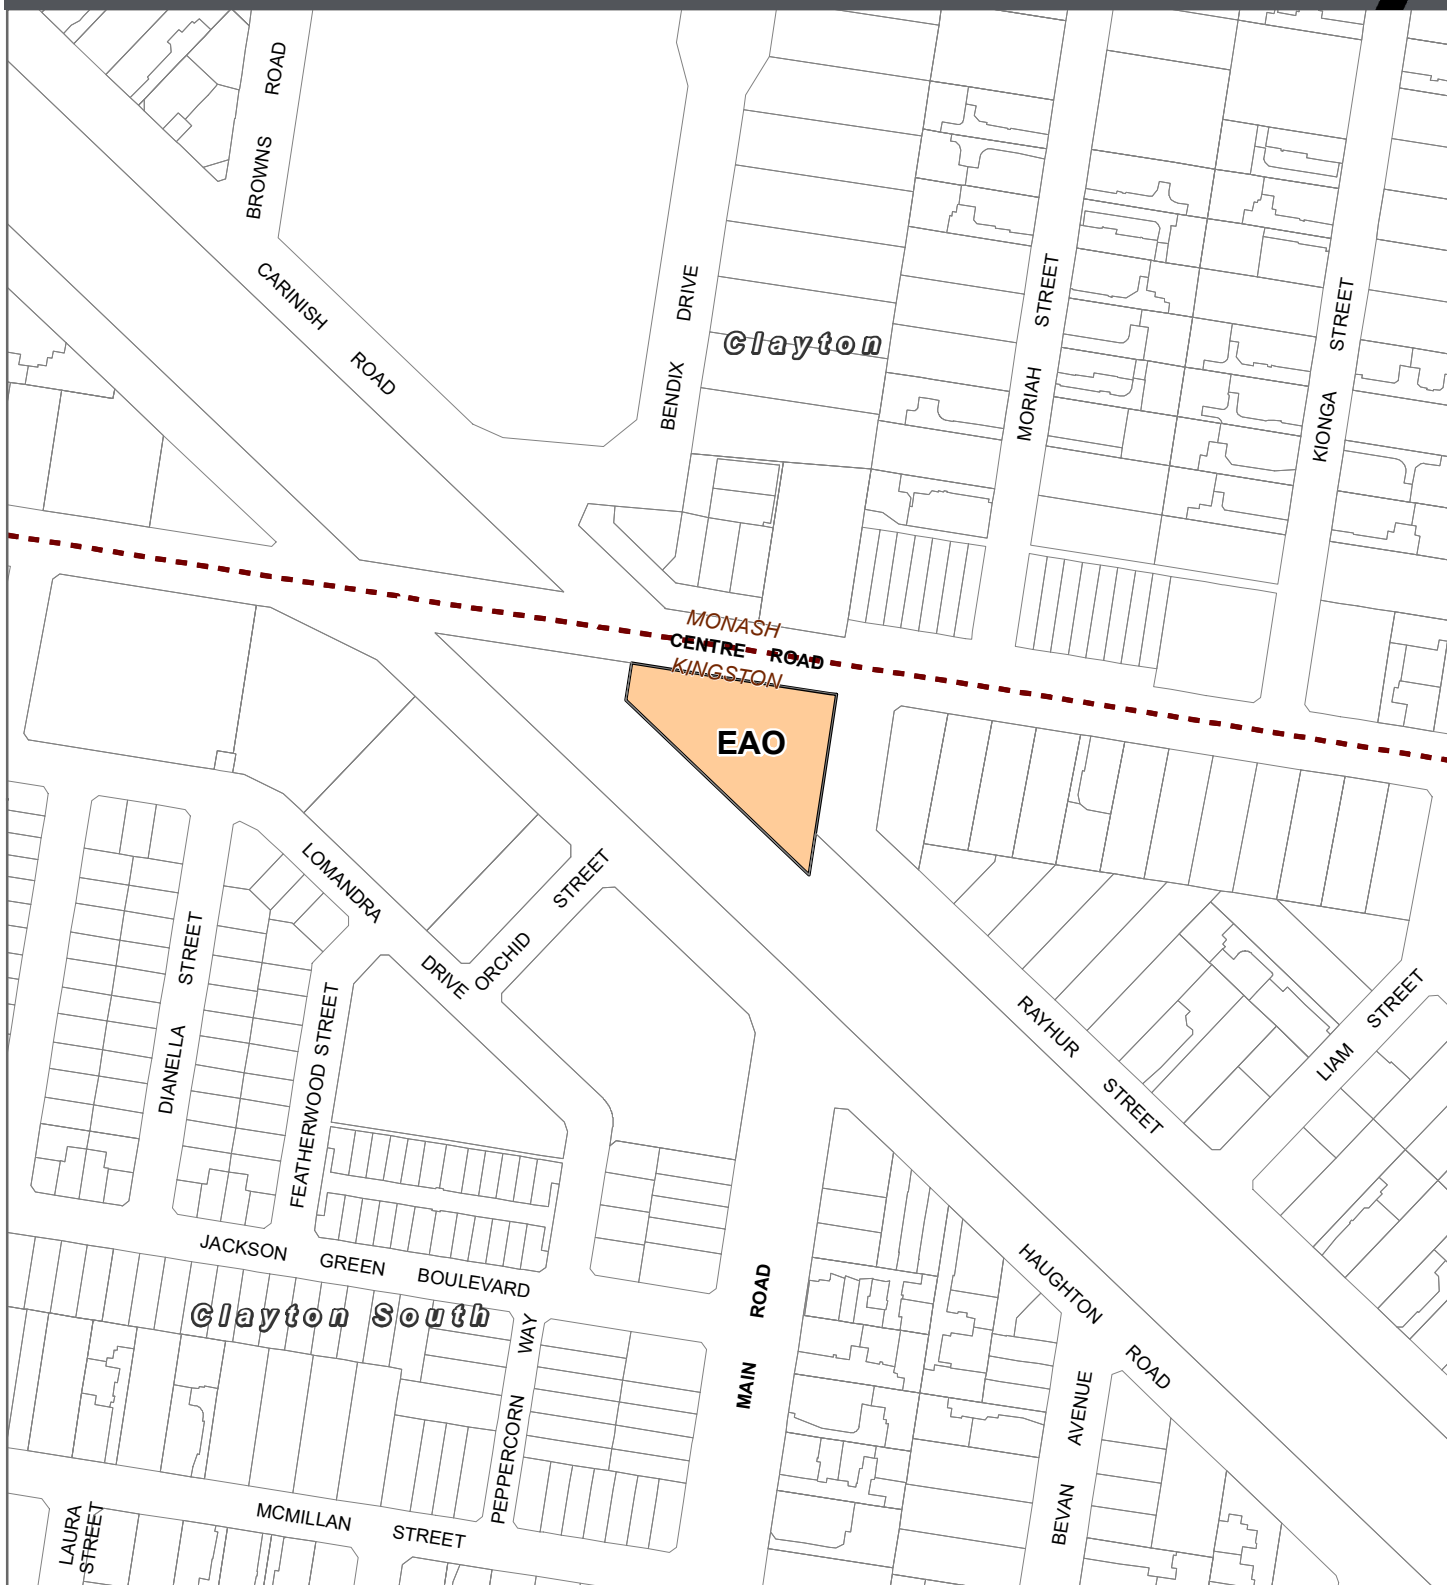 BROWNS ROAD
CARINISH ROAD
BENDIX DRIVE
Clayton
MORIAH STREET
KIONGA STREET
MONASH
CENTRE ROAD
KINGSTON
EAO
LOMANDRA DRIVE
ORCHID STREET
DIANELLA STREET
FEATHERWOOD STREET
RAYHUR STREET
LIAM STREET
JACKSON GREEN BOULEVARD
Clayton South
PEPPERCORN WAY
MAIN ROAD
HAUGHTON ROAD
BEVAN AVENUE
MCMILLAN STREET
LAURA
STREET